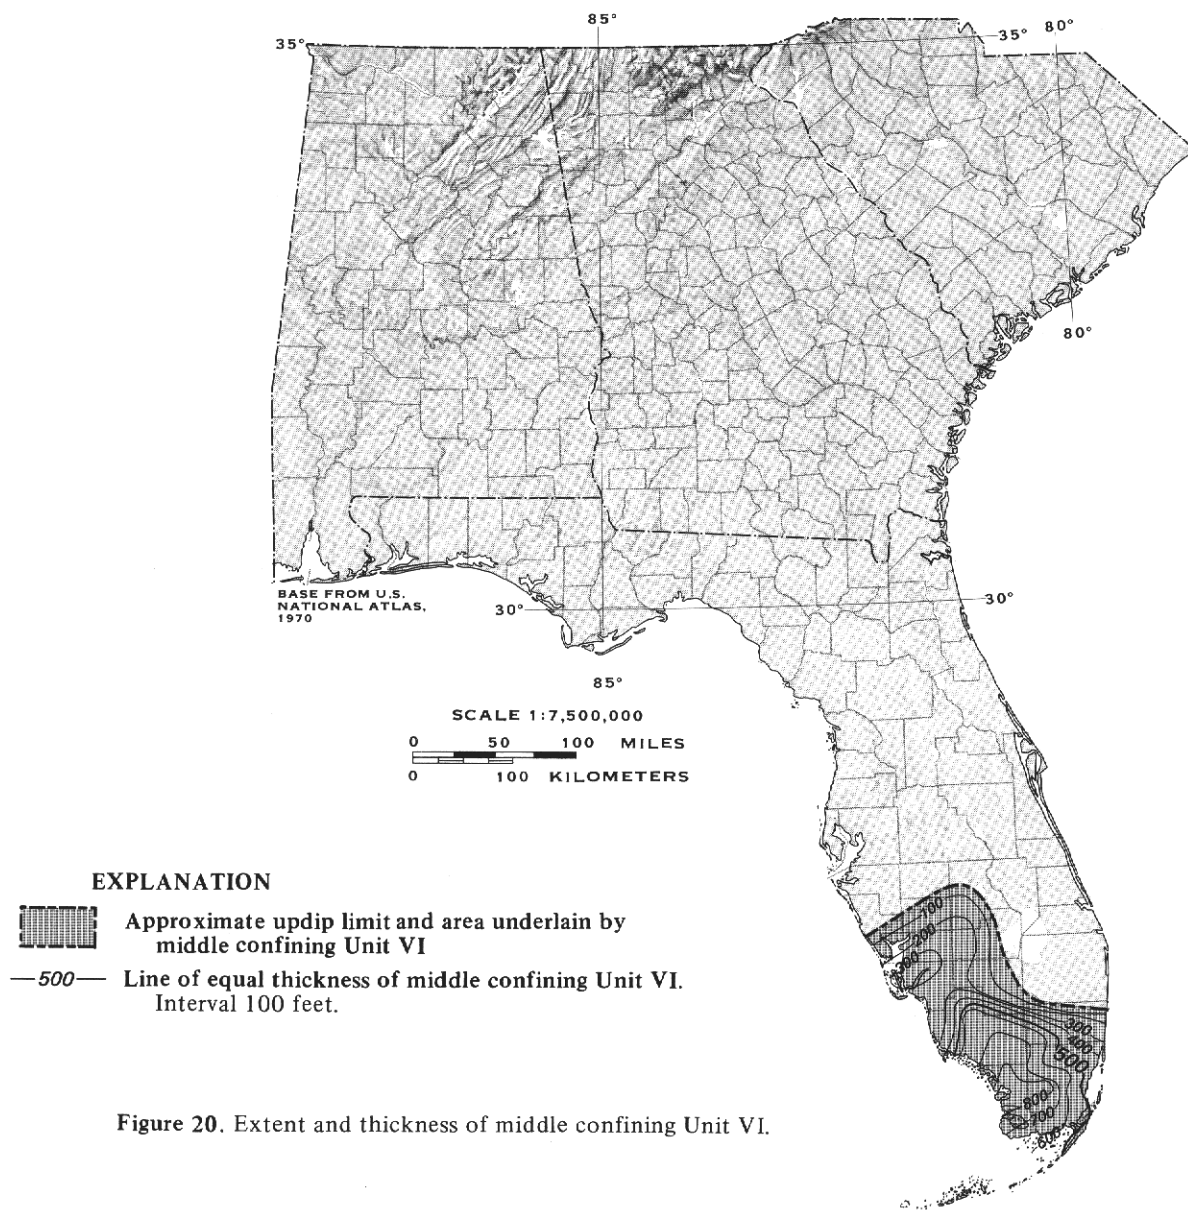 85°
35°
35° 80°
80°
BASE FROM U.S.
NATIONAL ATLAS,
1970
30°
30°
85°
SCALE 1:7,500,000
0 50 100 MILES
0 100 KILOMETERS
EXPLANATION
Approximate updip limit and area underlain by
middle confining Unit VI
—500— Line of equal thickness of middle confining Unit VI.
Interval 100 feet.
100
200
300
300
400
500
800
700
600
Figure 20. Extent and thickness of middle confining Unit VI.